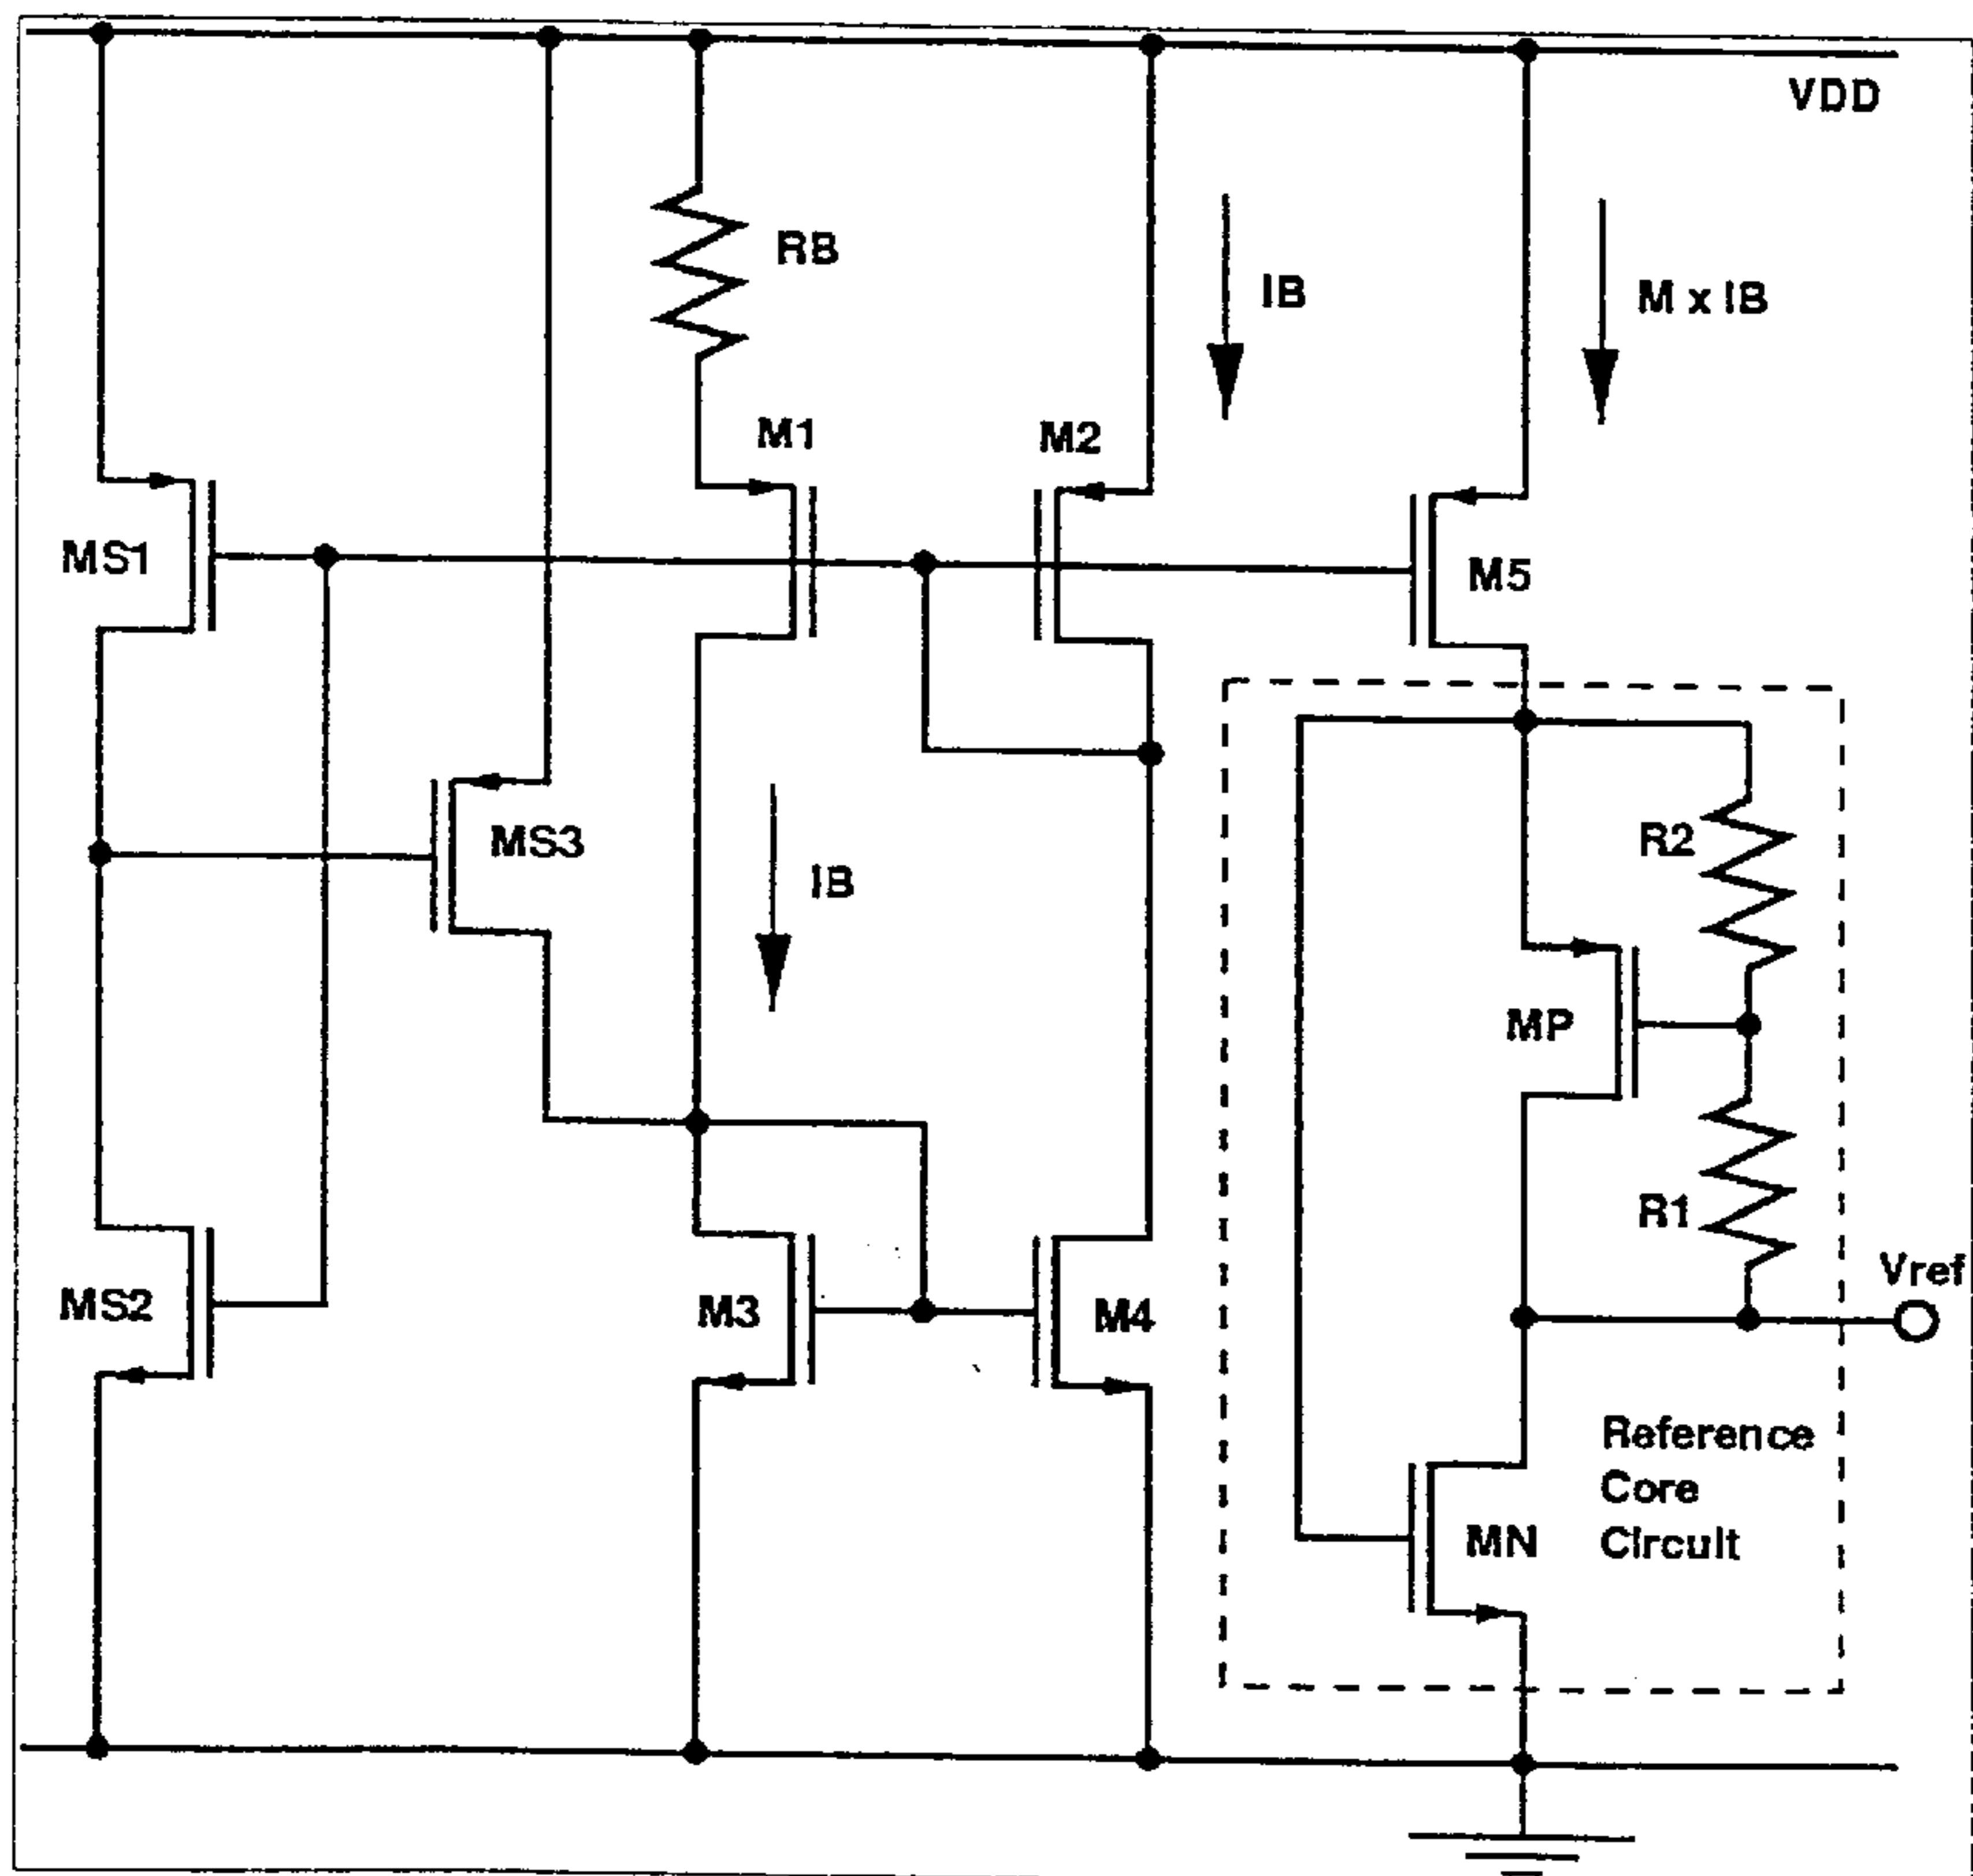 VDD
RB
IB
M x IB
M1
M2
MS1
M5
MS3
R2
IB
MP
R1
Vref
MS2
M3
M4
Reference
Core
Circuit
MN